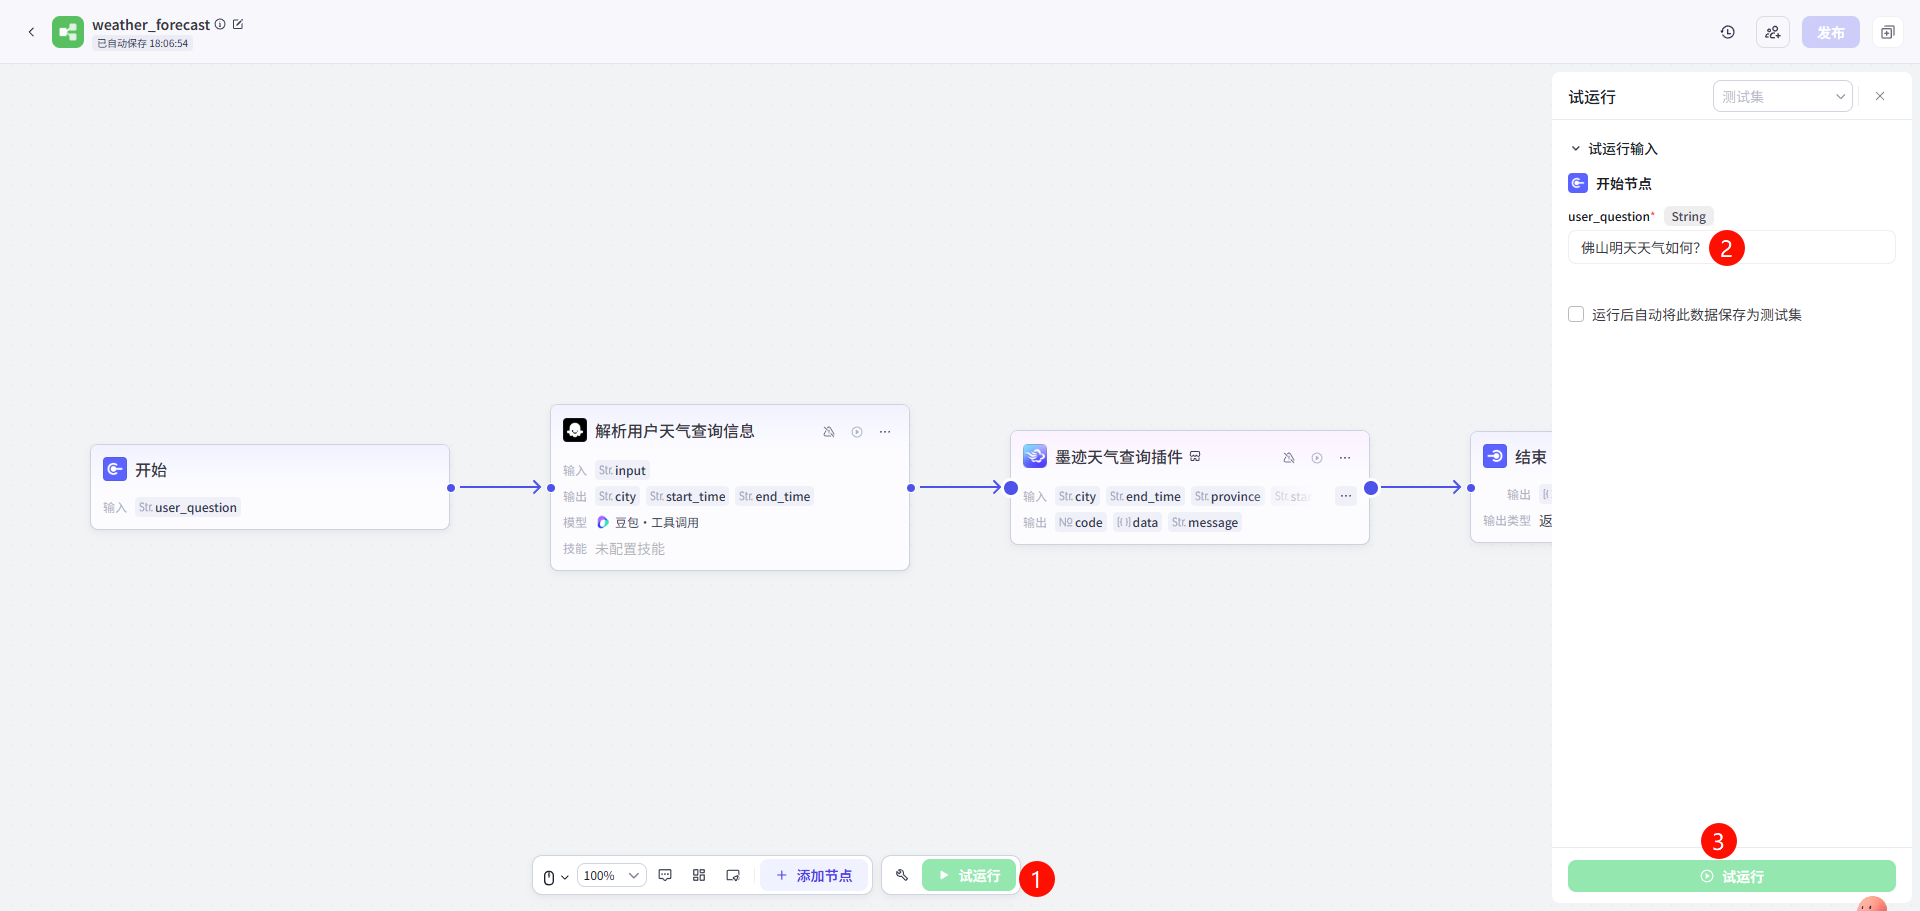 weather_forecast
已自动保存 18:06:54
发布
试运行
测试集
试运行输入
开始节点
user_question* String
佛山明天天气如何？
2
运行后自动将此数据保存为测试集
开始
输入 Str. user_question
解析用户天气查询信息
输入 Str. input
输出 Str. city Str. start_time Str. end_time
模型 豆包·工具调用
技能 未配置技能
墨迹天气查询插件
输入 Str. city Str. end_time Str. province Str. star ...
输出 №code [()] data Str. message
结束
输出
输出类型 返
100%
添加节点
试运行
1
3
试运行